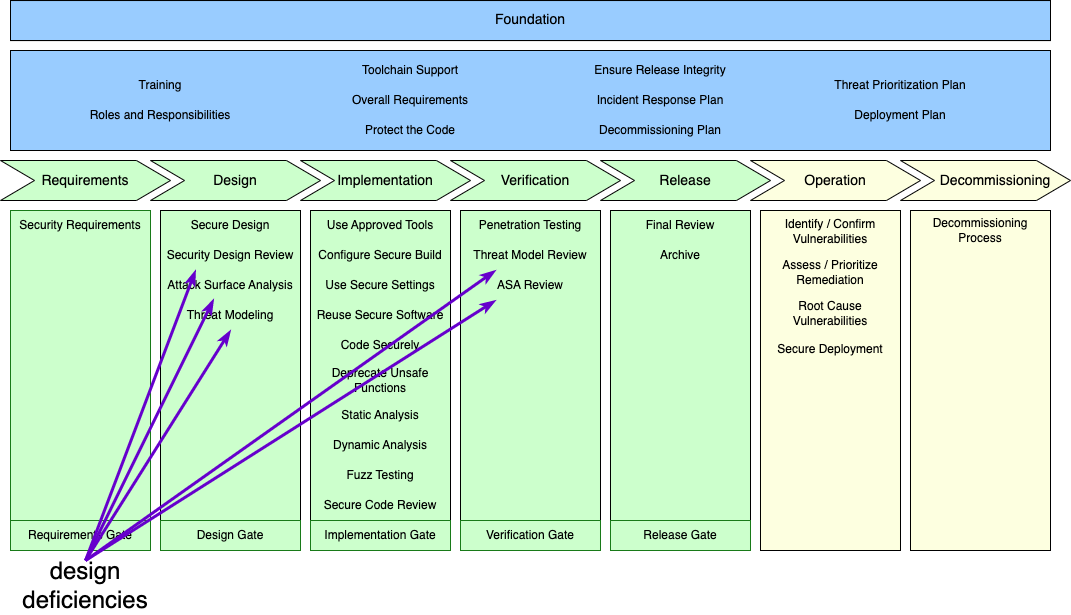 Foundation
Training
Roles and Responsibilities
Toolchain Support
Overall Requirements
Protect the Code
Ensure Release Integrity
Incident Response Plan
Decommissioning Plan
Threat Prioritization Plan
Deployment Plan
Requirements
Design
Implementation
Verification
Release
Operation
Decommissioning
Security Requirements
Requirements Gate
Secure Design
Security Design Review
Attack Surface Analysis
Threat Modeling
Design Gate
Use Approved Tools
Configure Secure Build
Use Secure Settings
Reuse Secure Software
Code Securely
Deprecate Unsafe
Functions
Static Analysis
Dynamic Analysis
Fuzz Testing
Secure Code Review
Implementation Gate
Penetration Testing
Threat Model Review
ASA Review
Verification Gate
Final Review
Archive
Release Gate
Identify / Confirm
Vulnerabilities
Assess / Prioritize
Remediation
Root Cause
Vulnerabilities
Secure Deployment
Decommissioning
Process
design
deficiencies